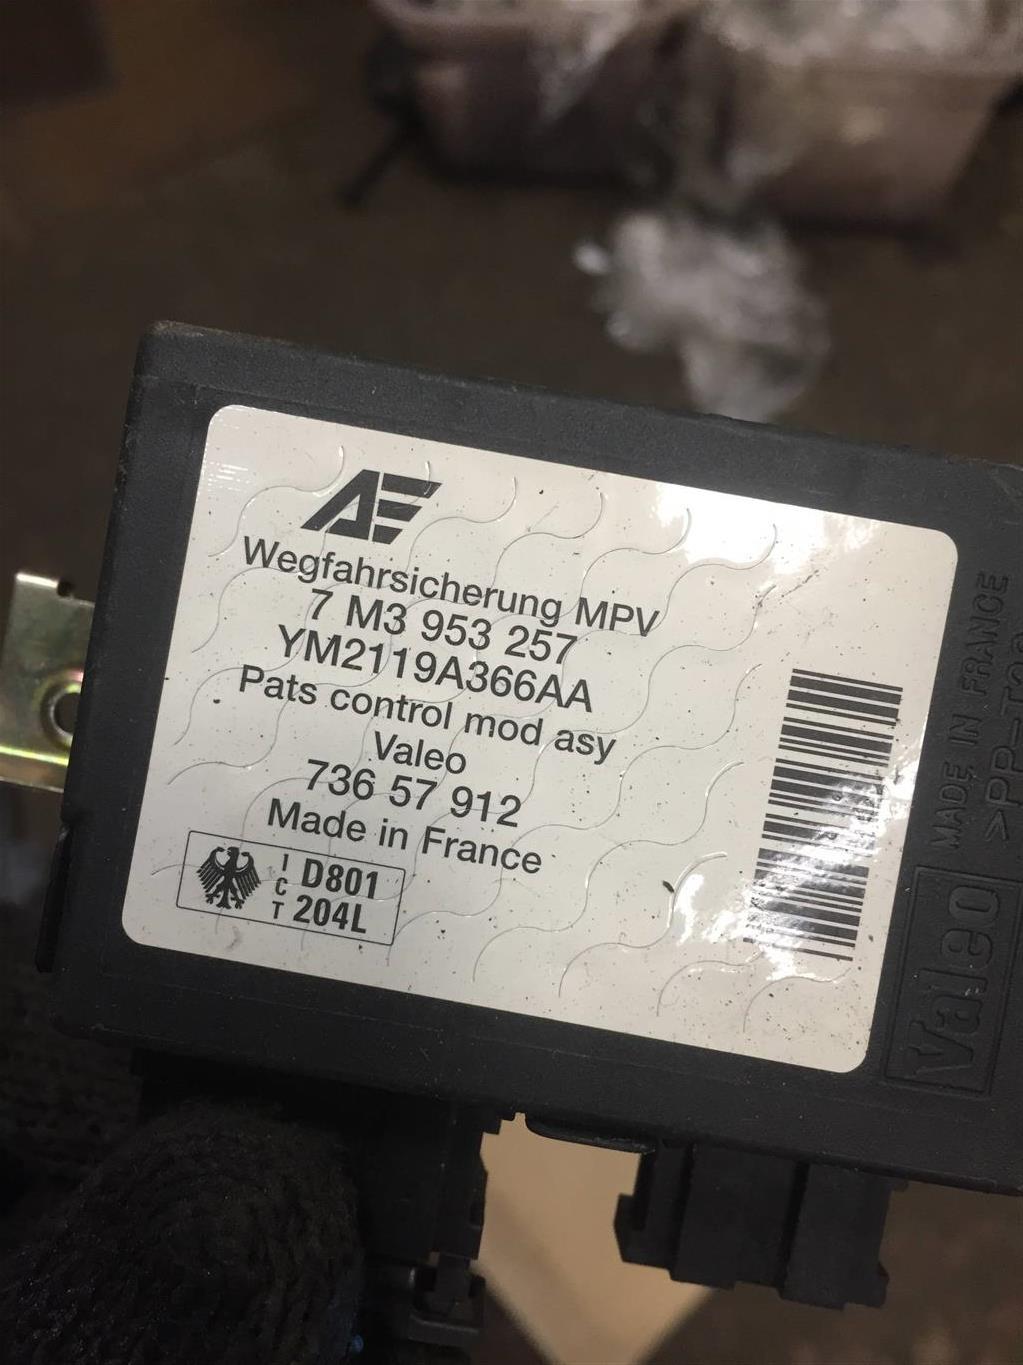 AE
Wegfahrsicherung MPV
7 M3 953 257
YM2119A366AA
Pats control mod asy
Valeo
736 57 912
Made in France
I
C
T
D801
204L
MADE IN FRANCE
Valeo